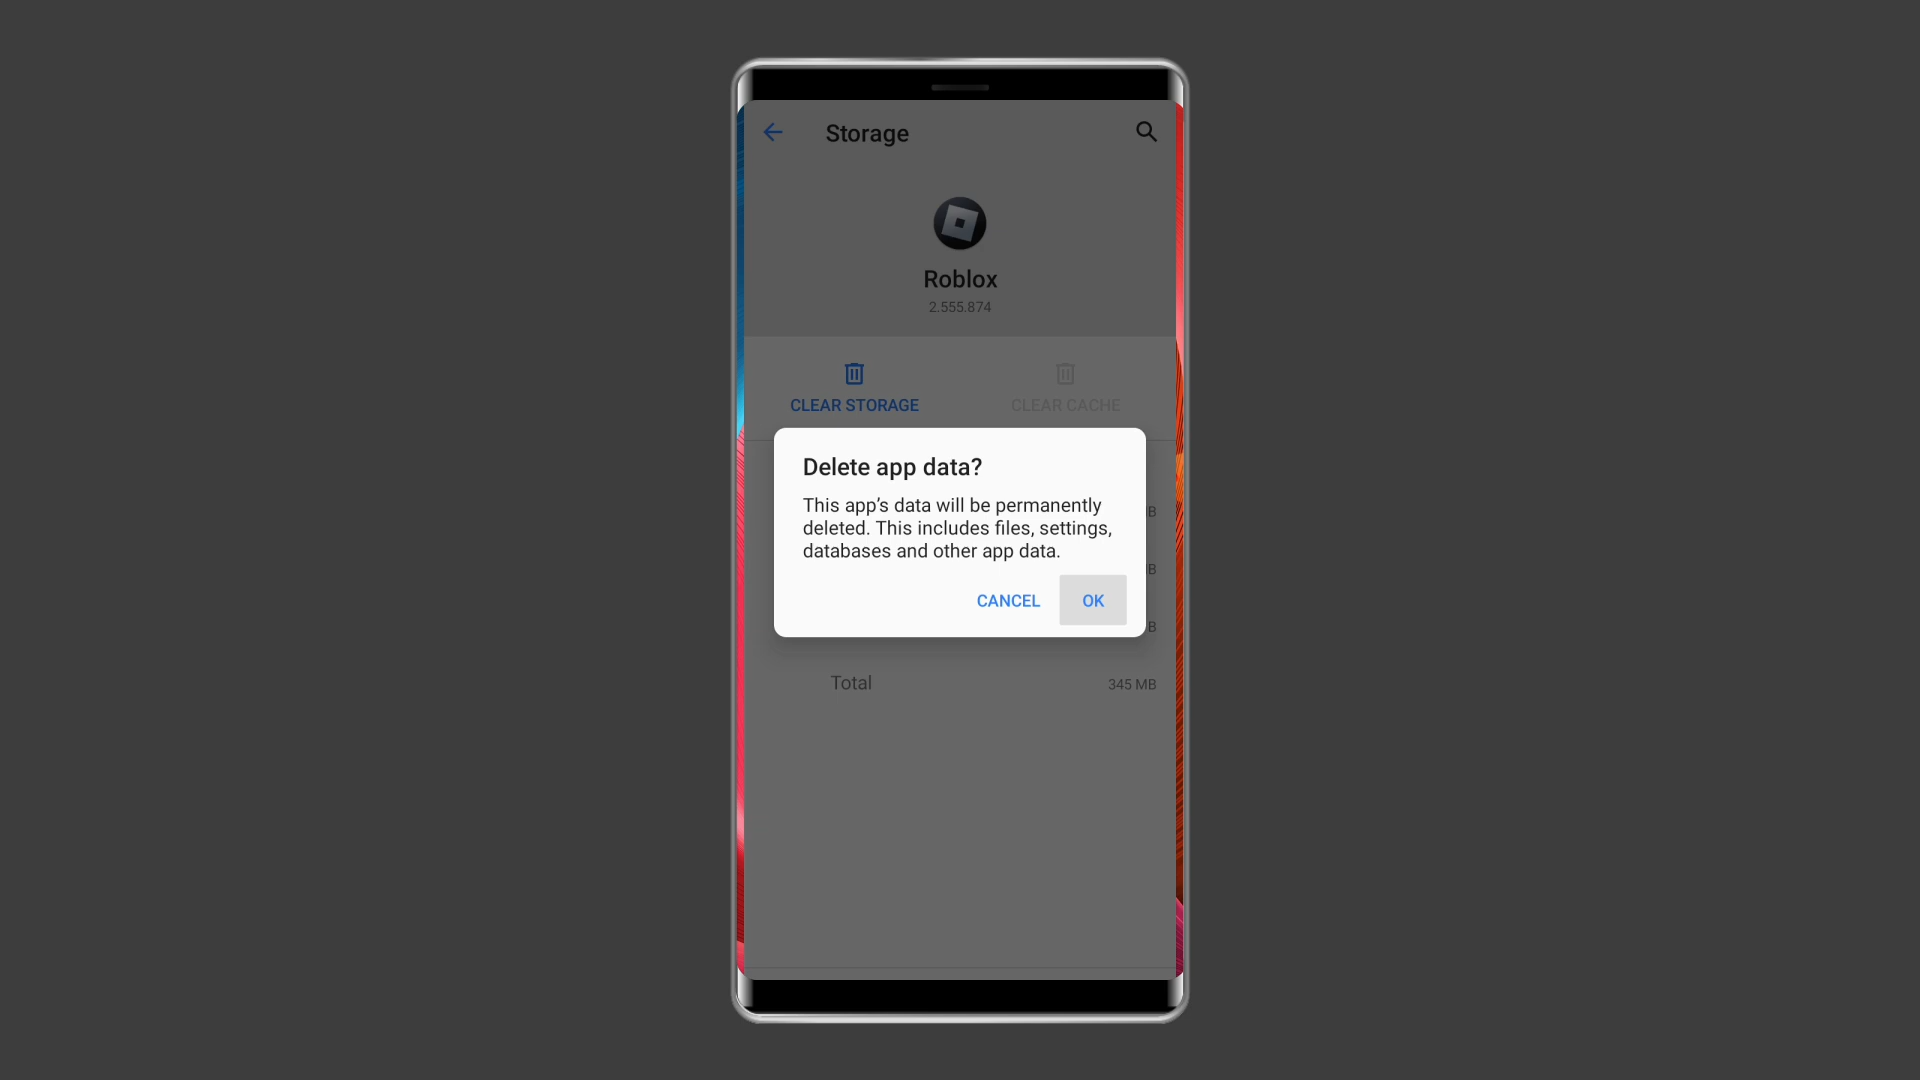 Storage
Roblox
2.555.874
CLEAR STORAGE
CLEAR CACHE
Delete app data?
This app’s data will be permanently
deleted. This includes files, settings,
databases and other app data.
CANCEL
OK
Total
345 MB